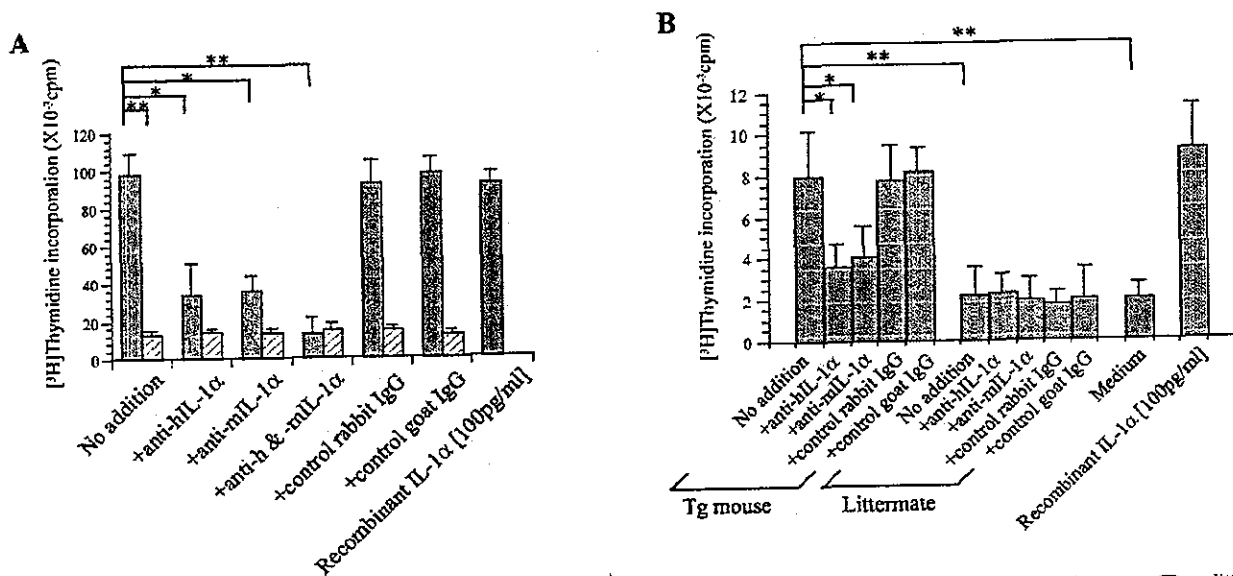 A
[³H]Thymidine incorporation (X10⁻³cpm)
120
100
80
60
40
20
0
**
*
*
**
No addition
+anti-hIL-1α
+anti-mIL-1α
+anti-h & -mIL-1α
+control rabbit IgG
+control goat IgG
Recombinant IL-1α [100pg/ml]
B
[³H]Thymidine incorporation (X10⁻³cpm)
12
10
8
6
4
2
0
**
**
*
*
No addition
+anti-hIL-1α
+anti-mIL-1α
+control rabbit IgG
+control goat IgG
No addition
+anti-hIL-1α
+anti-mIL-1α
+control rabbit IgG
+control goat IgG
Medium
Recombinant IL-1α [100pg/ml]
Tg mouse
Littermate